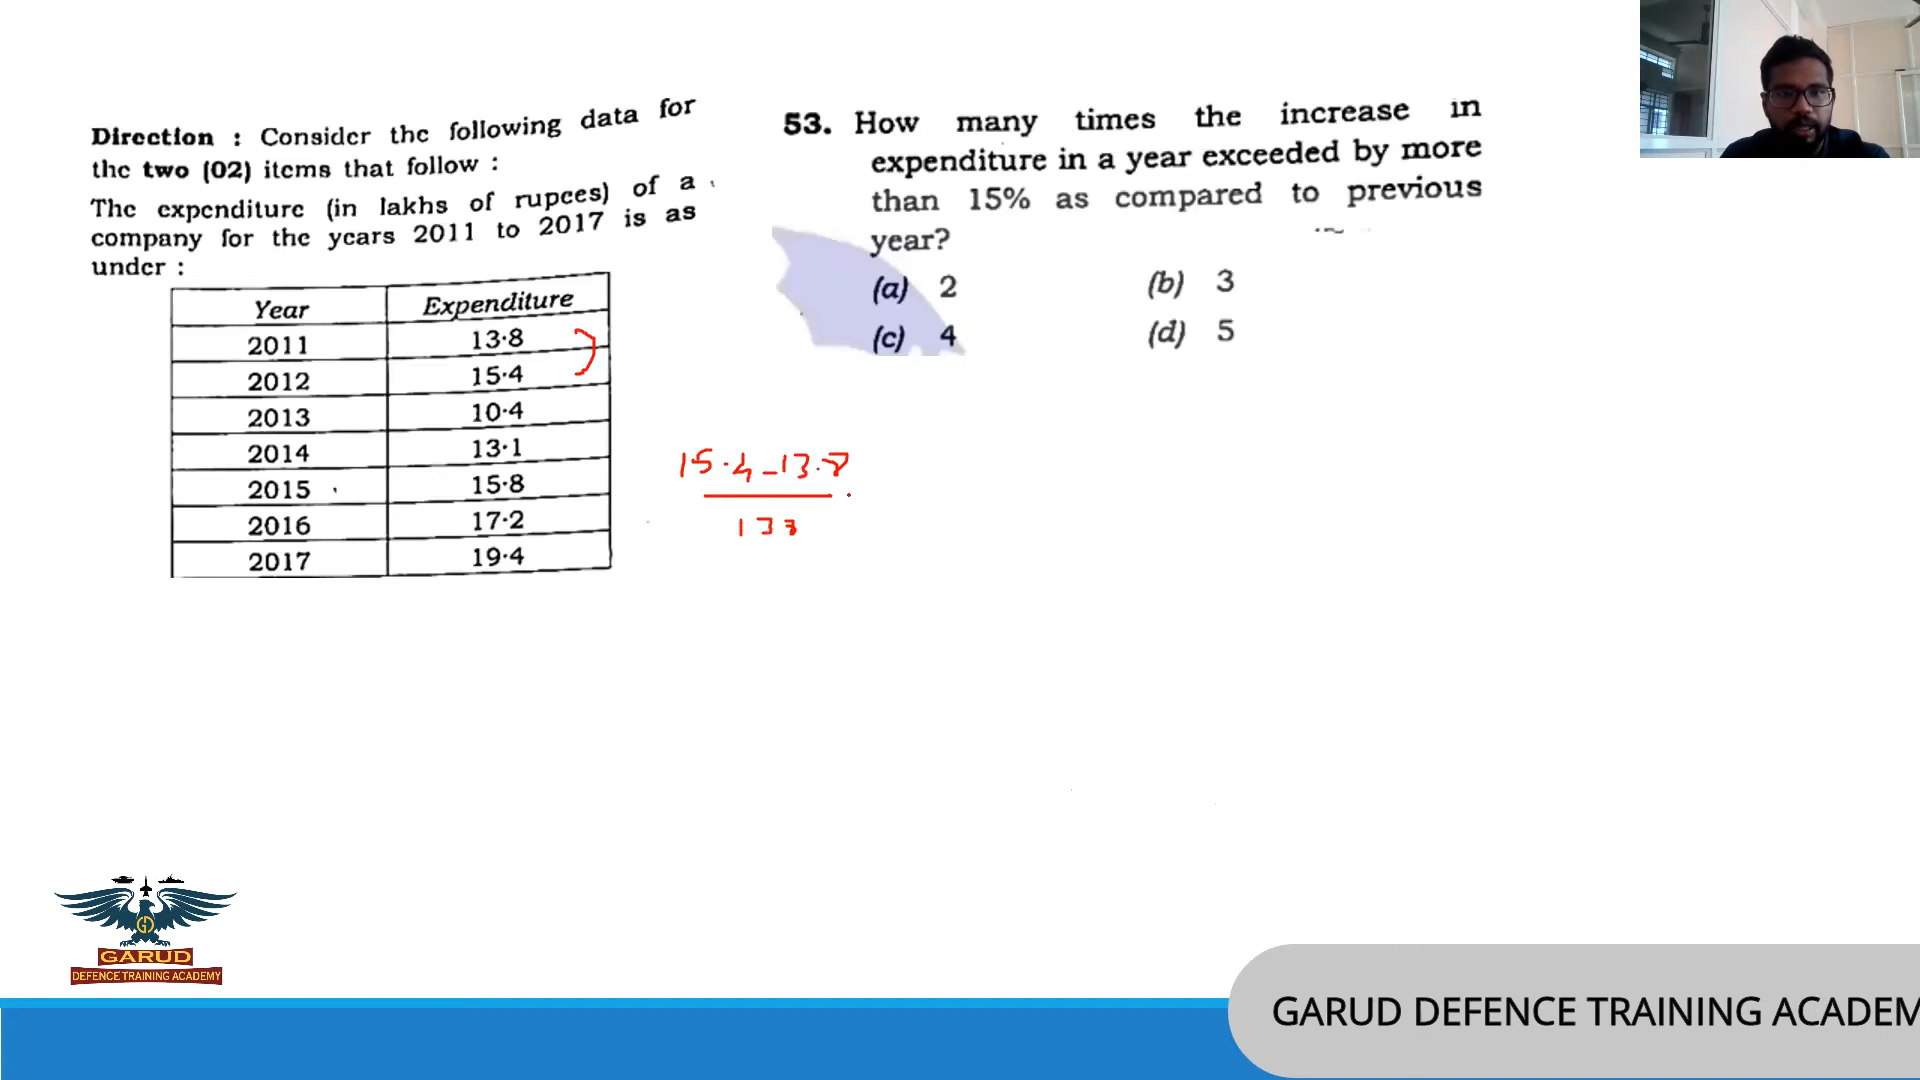 Direction : Consider the following data for
the two (02) items that follow :
The expenditure (in lakhs of rupees) of a
company for the years 2011 to 2017 is as
under :
Year Expenditure
2011 13·8
2012 15·4
2013 10·4
2014 13·1
2015 15·8
2016 17·2
2017 19·4
53. How many times the increase in
expenditure in a year exceeded by more
than 15% as compared to previous
year?
(a) 2 (b) 3
(c) 4 (d) 5
15.4-13.8
GARUD
DEFENCE TRAINING ACADEMY
GARUD DEFENCE TRAINING ACADEM